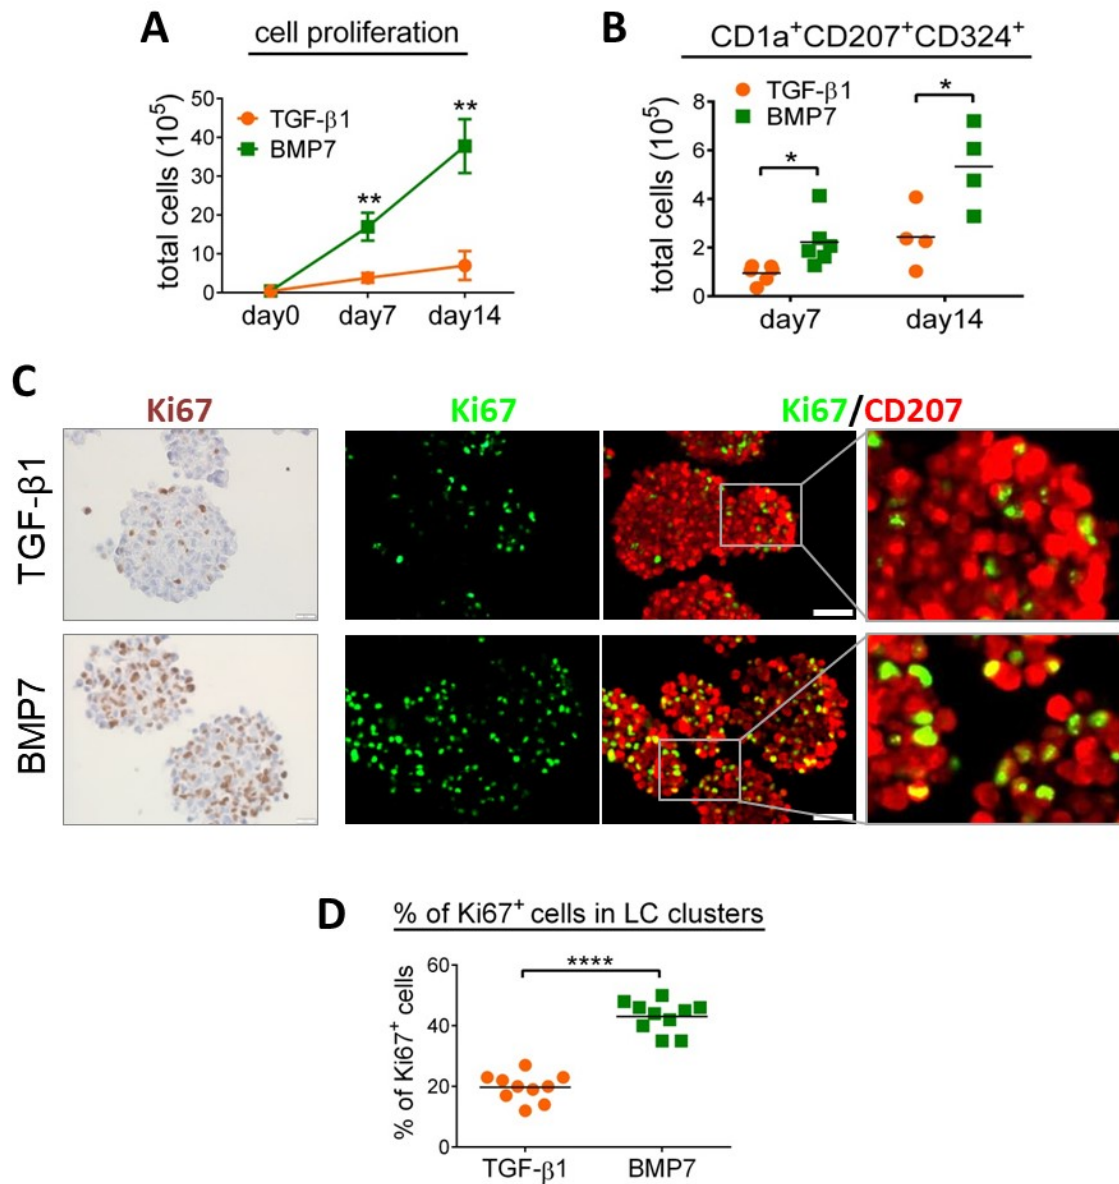 A
cell proliferation
total cells (10⁵)
50
40
30
20
10
0
TGF-β1
BMP7
**
**
day0 day7 day14
B
CD1a⁺CD207⁺CD324⁺
total cells (10⁵)
8
6
4
2
0
TGF-β1
BMP7
*
*
day7 day14
C
Ki67 Ki67 Ki67/CD207
TGF-β1
BMP7
D
% of Ki67⁺ cells in LC clusters
% of Ki67⁺ cells
60
40
20
0
****
TGF-β1 BMP7